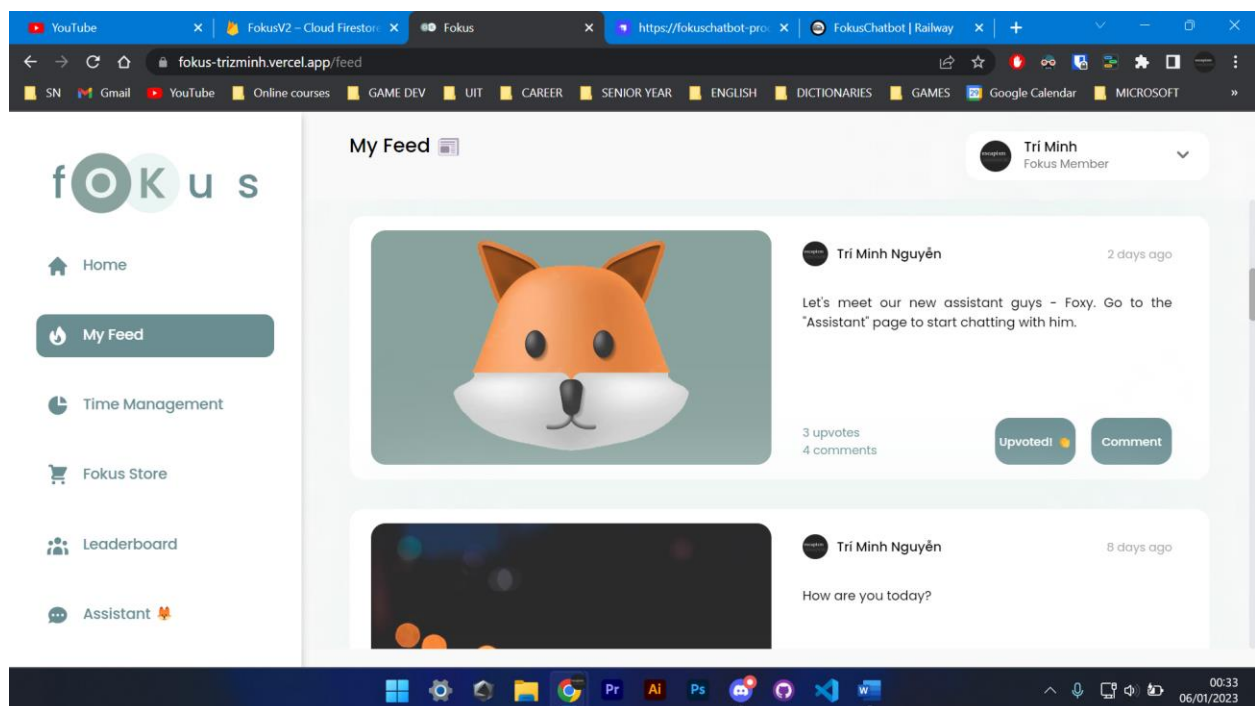 YouTube
FokusV2 – Cloud Firestore
Fokus
https://fokuschatbot-proc
FokusChatbot | Railway
fokus-trizminh.vercel.app/feed
SN Gmail YouTube Online courses GAME DEV UIT CAREER SENIOR YEAR ENGLISH DICTIONARIES GAMES Google Calendar MICROSOFT »
fOKus
My Feed
Trí Minh
Fokus Member
Home
My Feed
Time Management
Fokus Store
Leaderboard
Assistant
Trí Minh Nguyễn
2 days ago
Let's meet our new assistant guys - Foxy. Go to the
"Assistant" page to start chatting with him.
3 upvotes
4 comments
Upvoted!
Comment
Trí Minh Nguyễn
8 days ago
How are you today?
Pr Ai Ps
00:33
06/01/2023